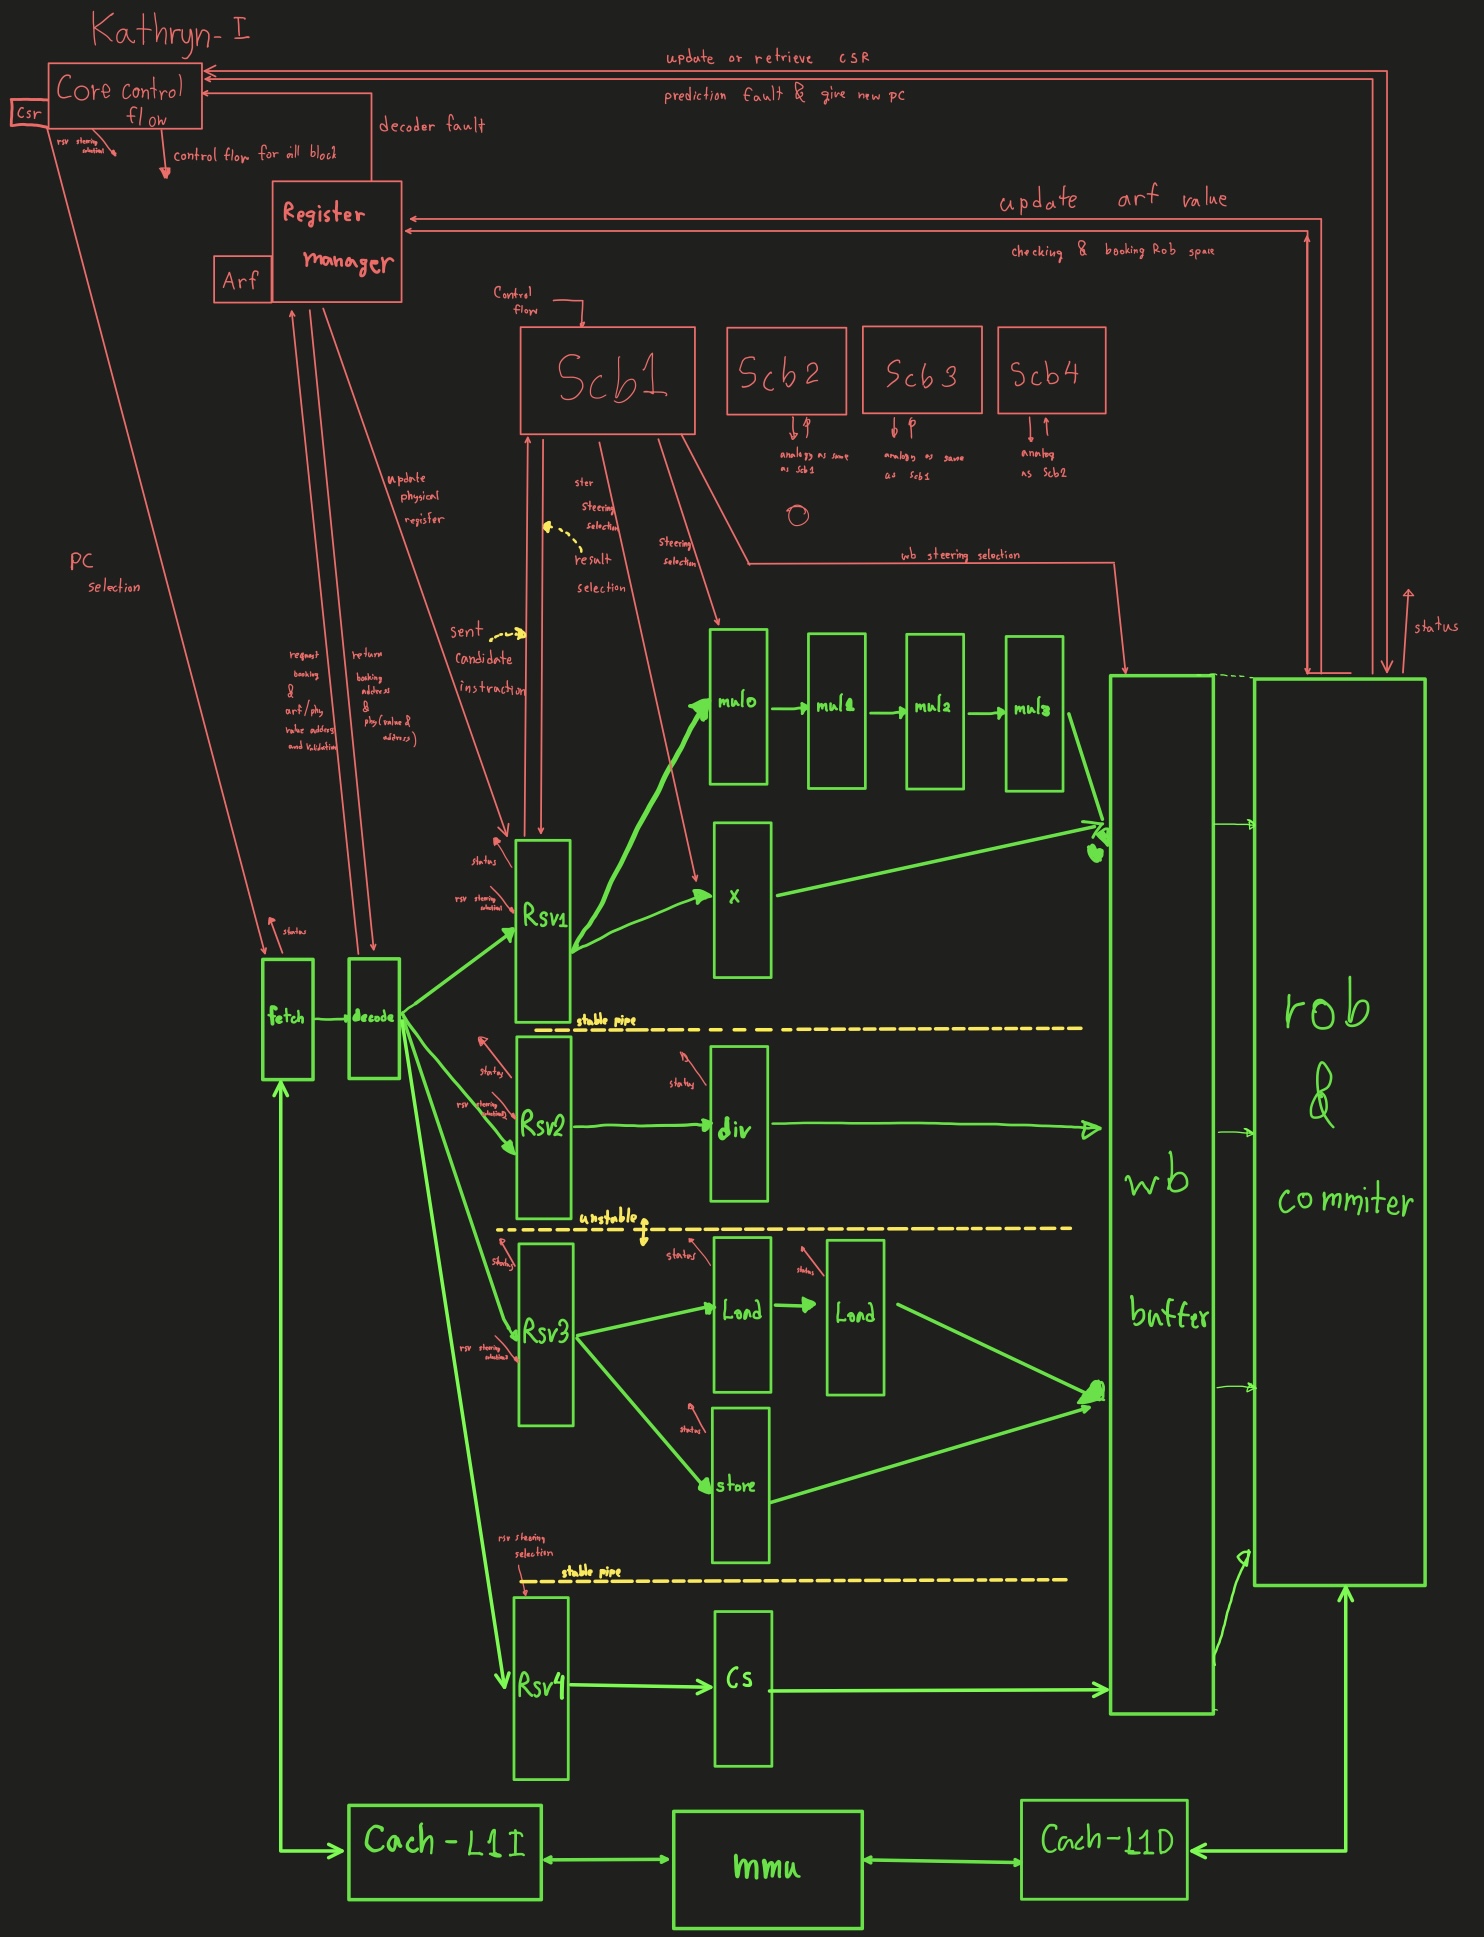 Kathryn-I
Core control
flow
Csr
rsv steering
selection
control flow for all block
decoder fault
update or retrieve CSR
prediction fault & give new pc
Register
manager
Arf
update arf value
checking & booking Rob space
Control
flow
Scb1
Scb2
Scb3
Scb4
analogy as same
as Scb1
analogy as same
as Scb1
analog
as Scb2
update
physical
register
ster
steering
selection
steering
selection
result
selection
wb steering selection
PC
selection
sent
candidate
instraction
request
booking
&
arf/phy
value address
and validation
return
booking
address
&
phy(value &
address)
status
mul0
mul1
mul2
mul3
status
rsv steering
selection1
Rsv1
x
status
fetch
decode
stable pipe
status
rsv steering
selection2
Rsv2
status
div
unstable
status
rsv steering
selection3
Rsv3
status
Load
status
Load
status
store
rsv stearing
selection
stable pipe
Rsv4
Cs
wb
buffer
rob
&
commiter
Cach-L1I
mmu
Cach-L1D